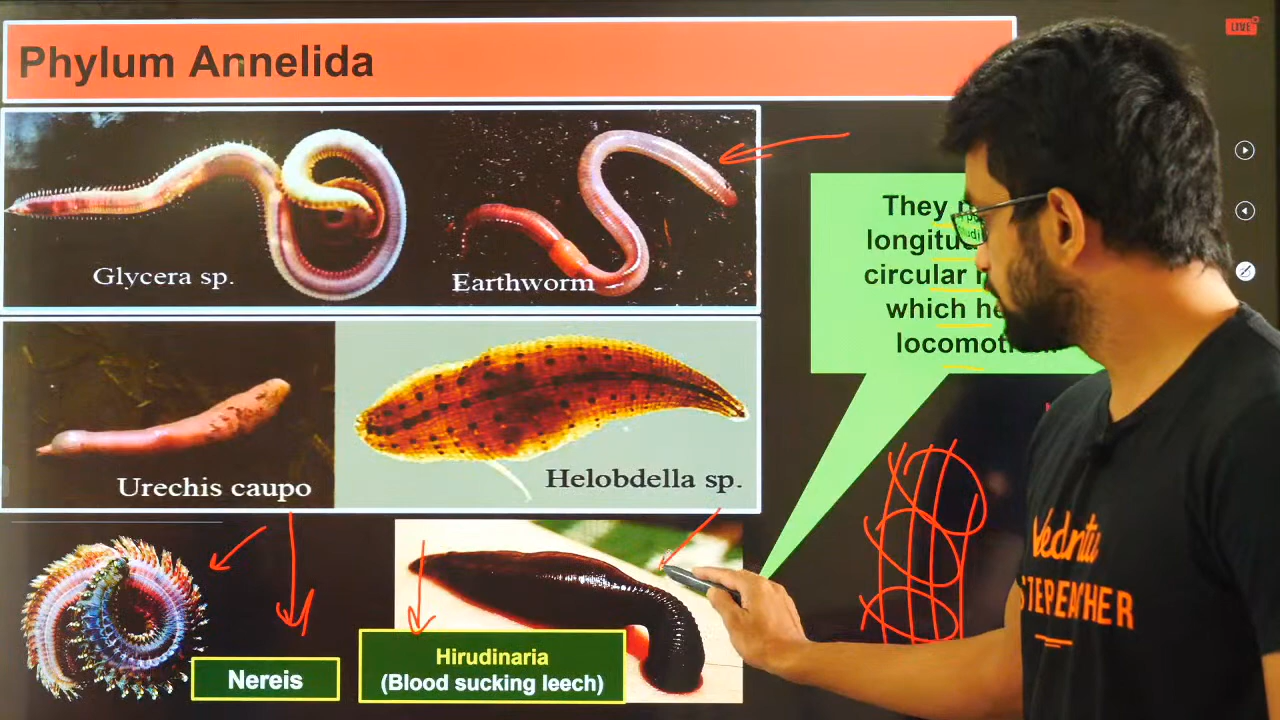 Phylum Annelida
LIVE
Glycera sp.
Earthworm
They
longitu
circular
which he
locomoti
Urechis caupo
Helobdella sp.
Nereis
Hirudinaria
(Blood sucking leech)
Vedntu